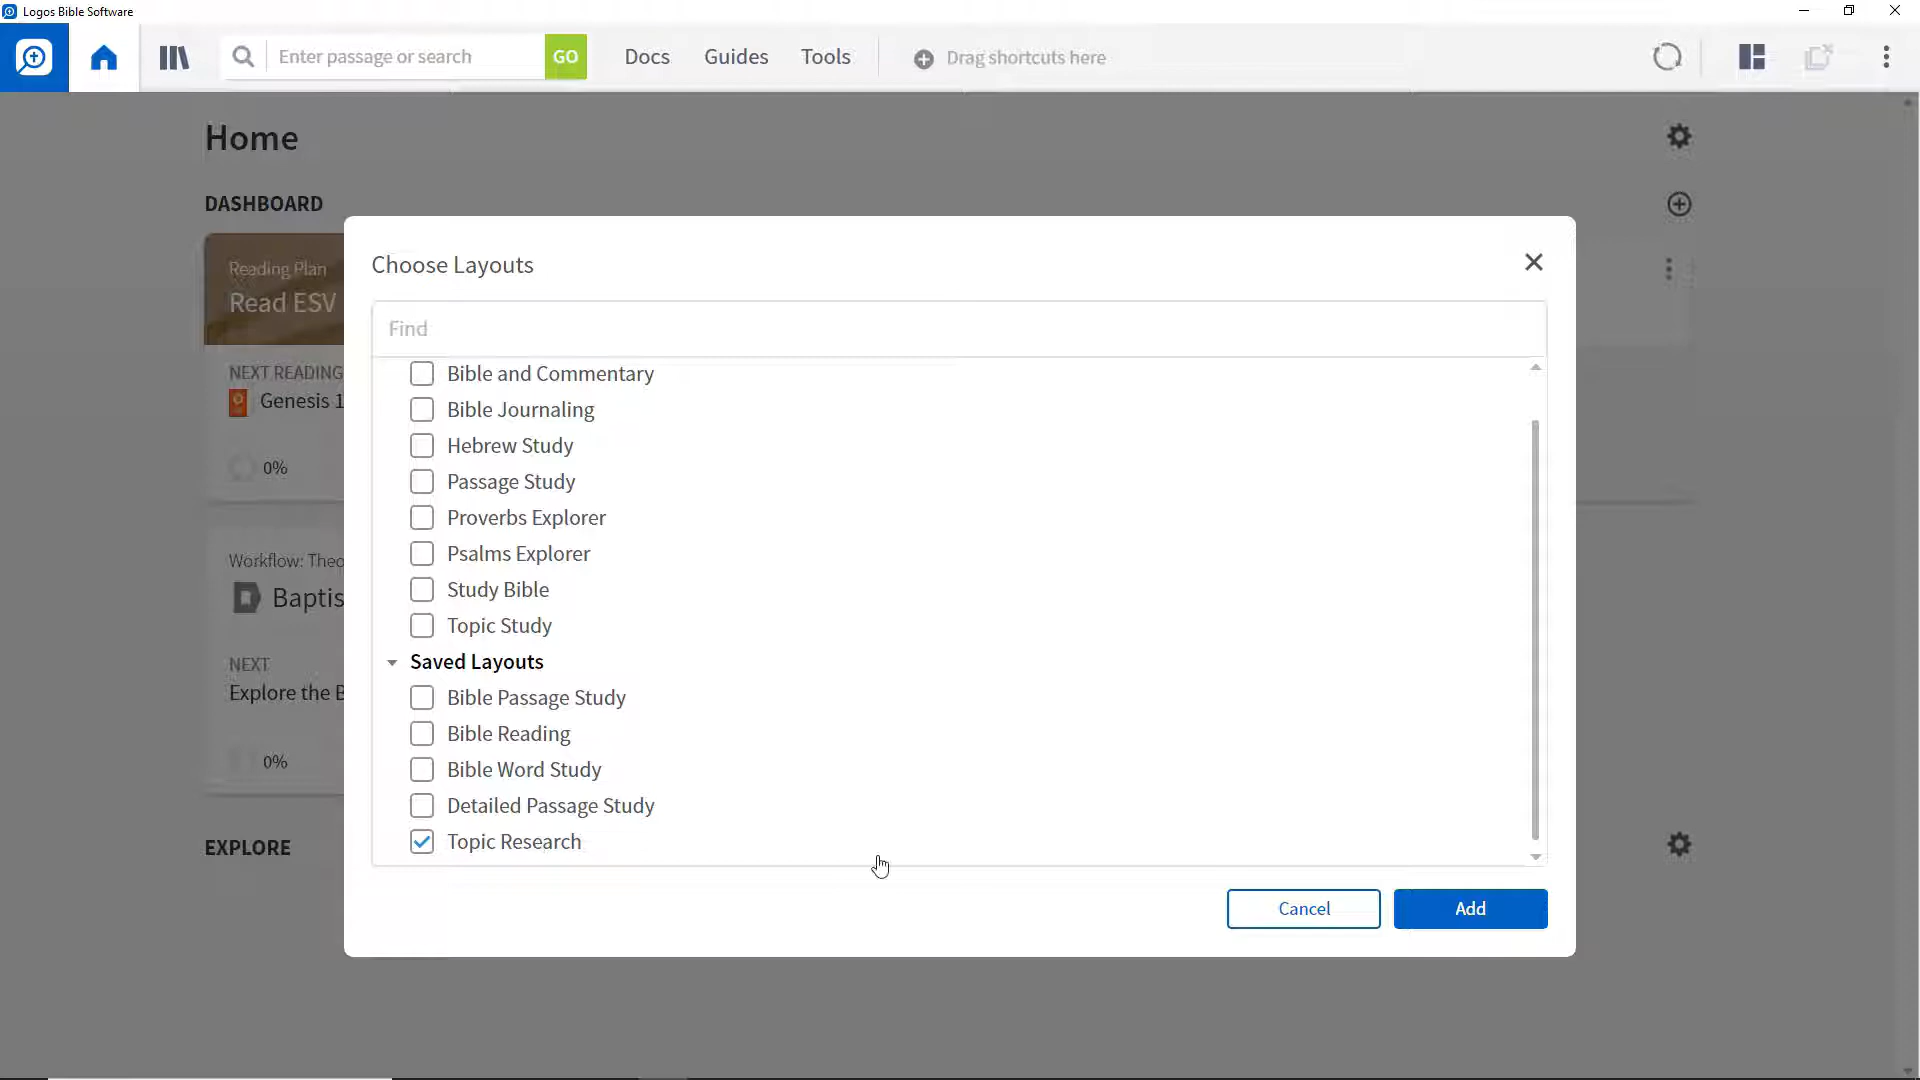 Logos Bible Software
Enter passage or search
GO
Docs
Guides
Tools
Drag shortcuts here
Home
DASHBOARD
Reading Plan
Read ESV
NEXT READING
Genesis 1
0%
Workflow: Theo
Baptis
NEXT
Explore the B
0%
EXPLORE
Choose Layouts
Find
Bible and Commentary
Bible Journaling
Hebrew Study
Passage Study
Proverbs Explorer
Psalms Explorer
Study Bible
Topic Study
Saved Layouts
Bible Passage Study
Bible Reading
Bible Word Study
Detailed Passage Study
Topic Research
Cancel
Add